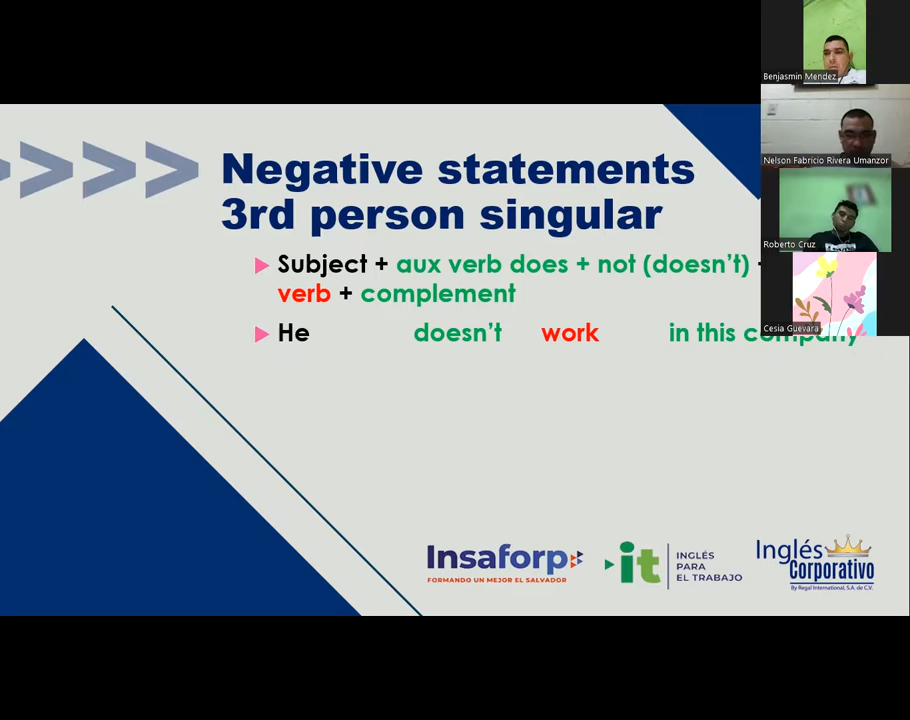 Negative statements
3rd person singular
Subject + aux verb does + not (doesn't)
verb + complement
He doesn't work in this company
Benjasmin Mendez
Nelson Fabricio Rivera Umanzor
Roberto Cruz
Cesia Guevara
Insaforp
FORMANDO UN MEJOR EL SALVADOR
it
INGLÉS
PARA
EL TRABAJO
Inglés
Corporativo
By Regal International, S.A. de C.V.